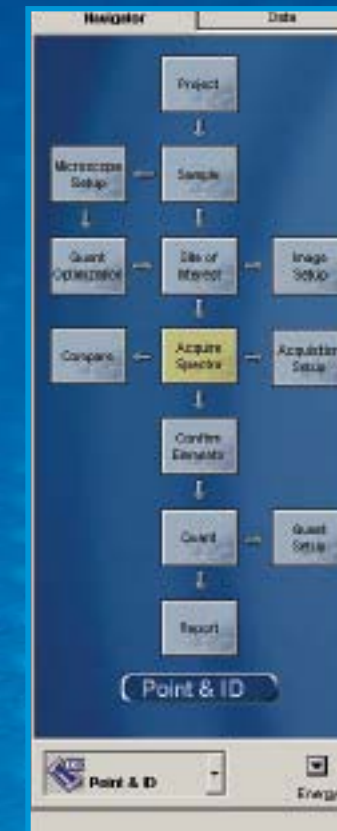 Navigator Data
Project
Microscope
Setup
Sample
Quant
Optimization
Site of
Interest
Image
Setup
Compare
Acquire
Spectra
Acquisition
Setup
Confirm
Elements
Quant
Quant
Setup
Report
Point & ID
Point & ID
Energy